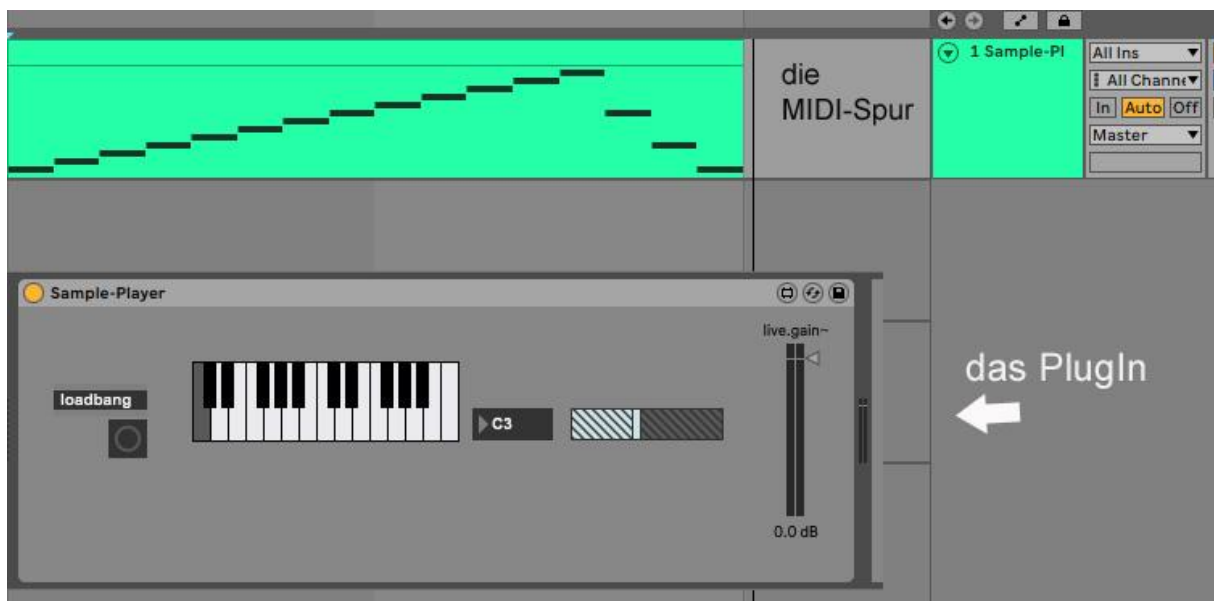 1 Sample-Pl
All Ins
All Channe
In Auto Off
Master
die
MIDI-Spur
Sample-Player
live.gain~
loadbang
C3
0.0 dB
das PlugIn